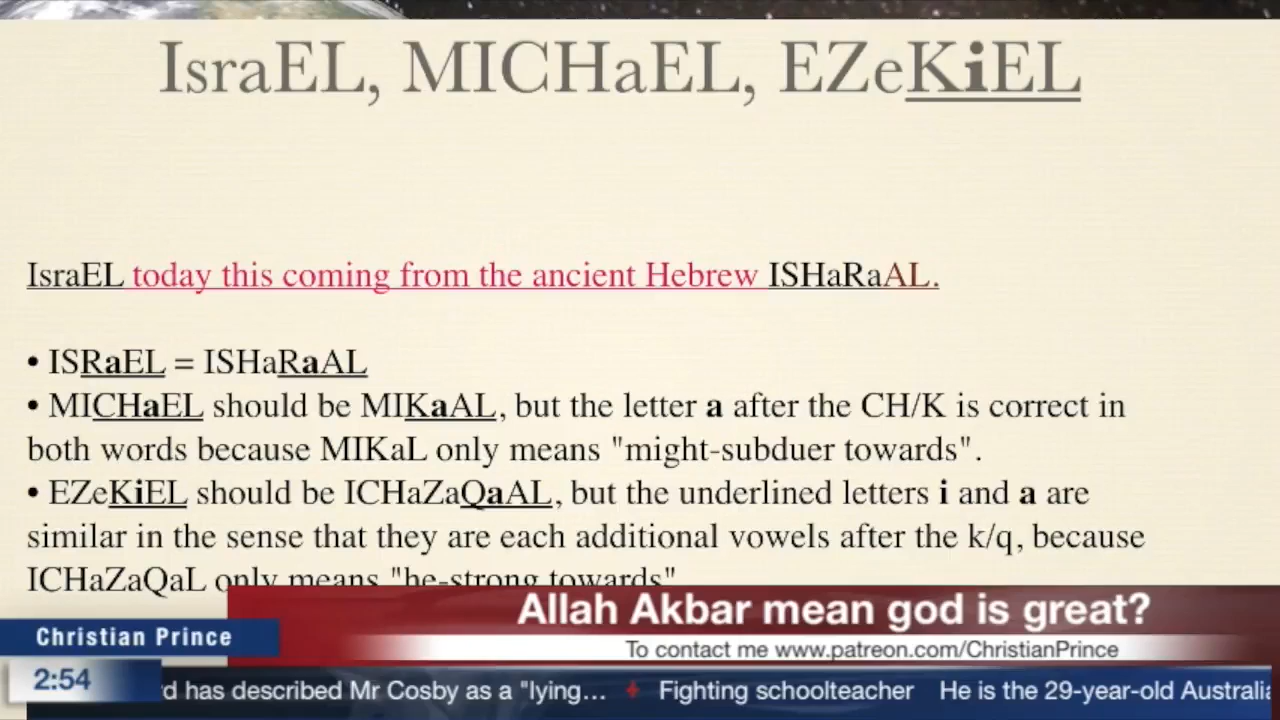 IsraEL, MICHaEL, EZeKiEL
IsraEL today this coming from the ancient Hebrew ISHaRaAL.
• ISRaEL = ISHaRaAL
• MICHaEL should be MIKaAL, but the letter a after the CH/K is correct in
both words because MIKaL only means "might-subduer towards".
• EZeKiEL should be ICHaZaQaAL, but the underlined letters i and a are
similar in the sense that they are each additional vowels after the k/q, because
ICHaZaQaL only means "he-strong towards"
Allah Akbar mean god is great?
Christian Prince
To contact me www.patreon.com/ChristianPrince
2:54
d has described Mr Cosby as a "lying... Fighting schoolteacher He is the 29-year-old Australia